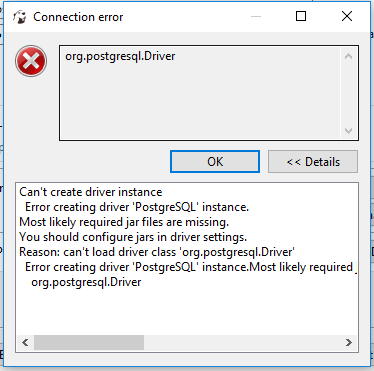 Connection error
org.postgresql.Driver
OK
<< Details
Can't create driver instance
Error creating driver 'PostgreSQL' instance.
Most likely required jar files are missing.
You should configure jars in driver settings.
Reason: can't load driver class 'org.postgresql.Driver'
Error creating driver 'PostgreSQL' instance.Most likely required
org.postgresql.Driver